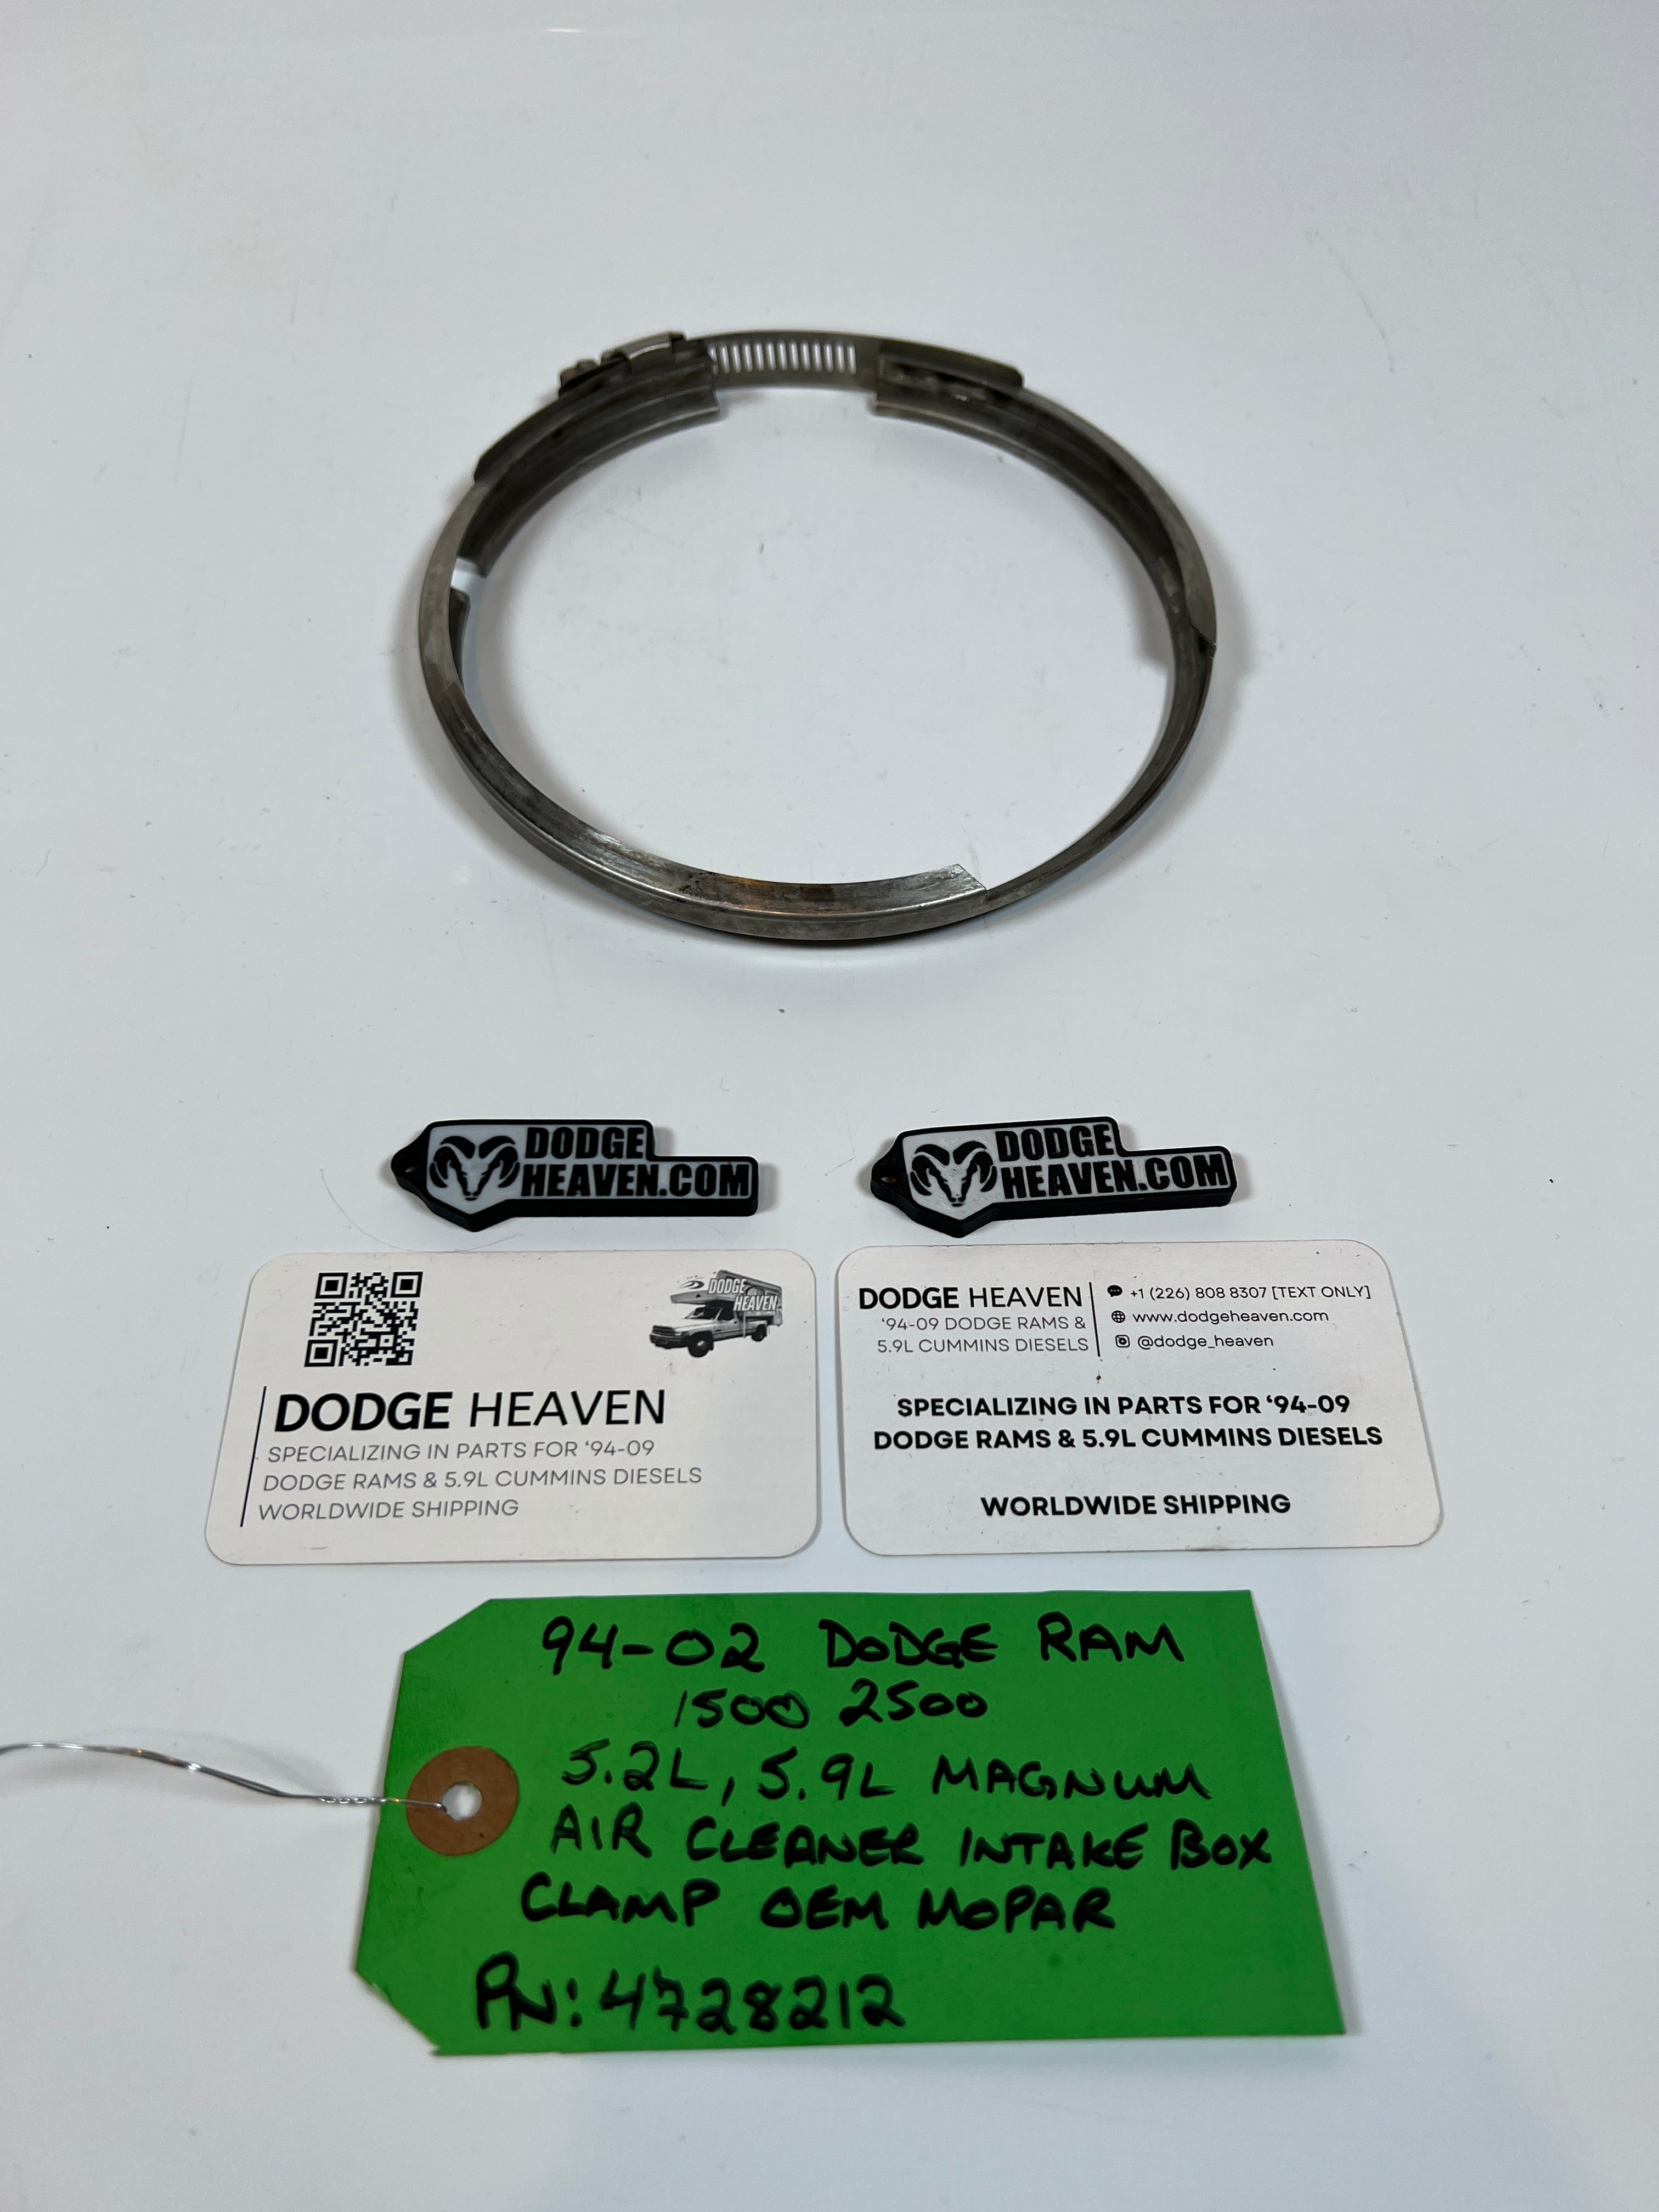 DODGE
HEAVEN.COM
DODGE
HEAVEN.COM
DODGE
HEAVEN
DODGE HEAVEN
SPECIALIZING IN PARTS FOR ‘94-09
DODGE RAMS & 5.9L CUMMINS DIESELS
WORLDWIDE SHIPPING
DODGE HEAVEN
‘94-09 DODGE RAMS &
5.9L CUMMINS DIESELS
+1 (226) 808 8307 [TEXT ONLY]
www.dodgeheaven.com
@dodge_heaven
SPECIALIZING IN PARTS FOR ‘94-09
DODGE RAMS & 5.9L CUMMINS DIESELS
WORLDWIDE SHIPPING
94-02 DODGE RAM
1500 2500
5.2L, 5.9L MAGNUM
AIR CLEANER INTAKE BOX
CLAMP OEM MOPAR
PN: 4728212